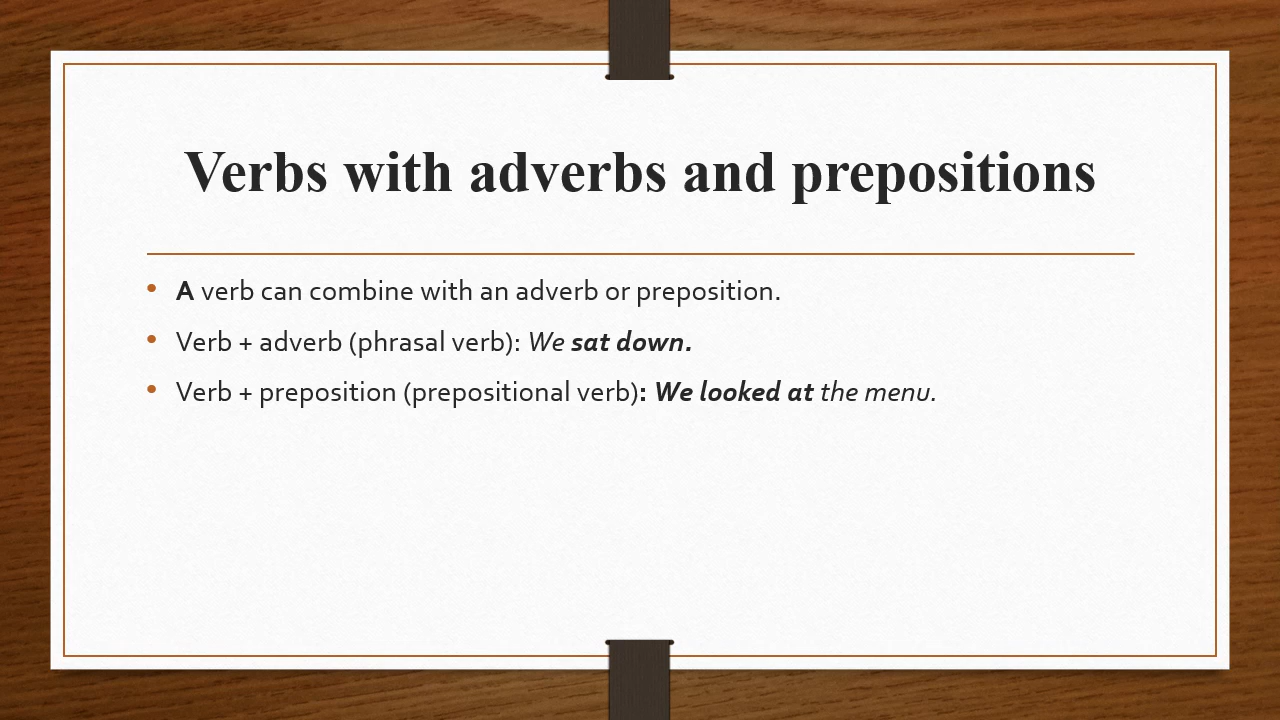 Verbs with adverbs and prepositions
• A verb can combine with an adverb or preposition.
• Verb + adverb (phrasal verb): We sat down.
• Verb + preposition (prepositional verb): We looked at the menu.